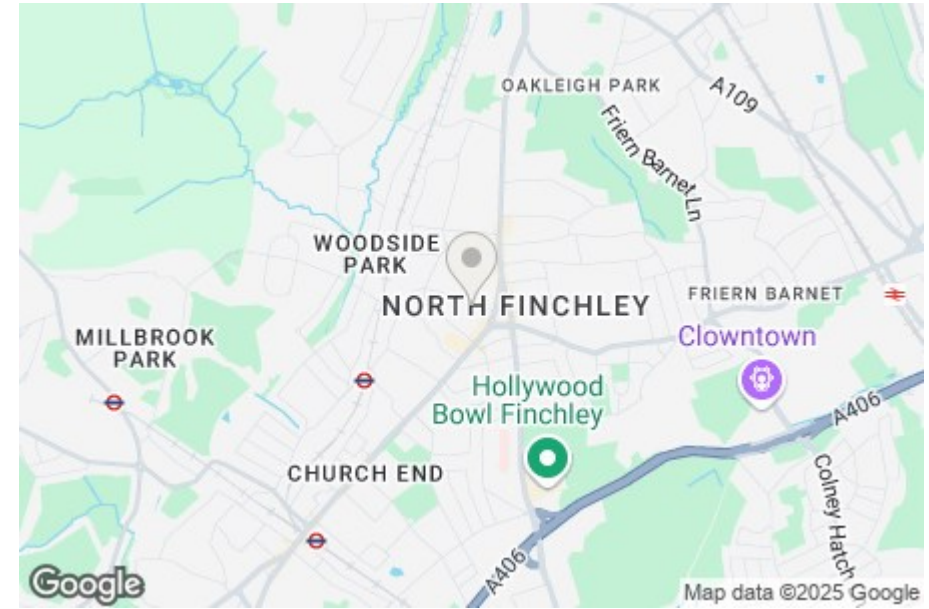 OAKLEIGH PARK
A109
Friern Barnet Ln
WOODSIDE
PARK
NORTH FINCHLEY
FRIERN BARNET
MILLBROOK
PARK
Clowntown
Hollywood
Bowl Finchley
A406
CHURCH END
Colney Hatch
A406
Google
Map data ©2025 Google